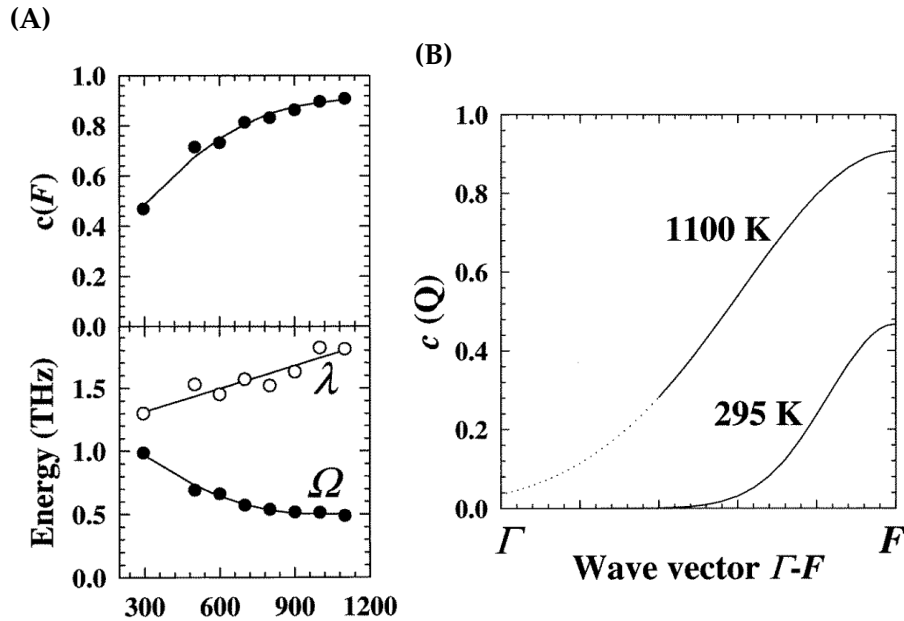 (A)
1.0
0.8
0.6
0.4
0.2
0.0
c(F)
1.5
1.0
0.5
0.0
Energy (THz)
λ
Ω
300 600 900 1200
(B)
1.0
0.8
0.6
0.4
0.2
0.0
c (Q)
1100 K
295 K
Γ F
Wave vector Γ-F